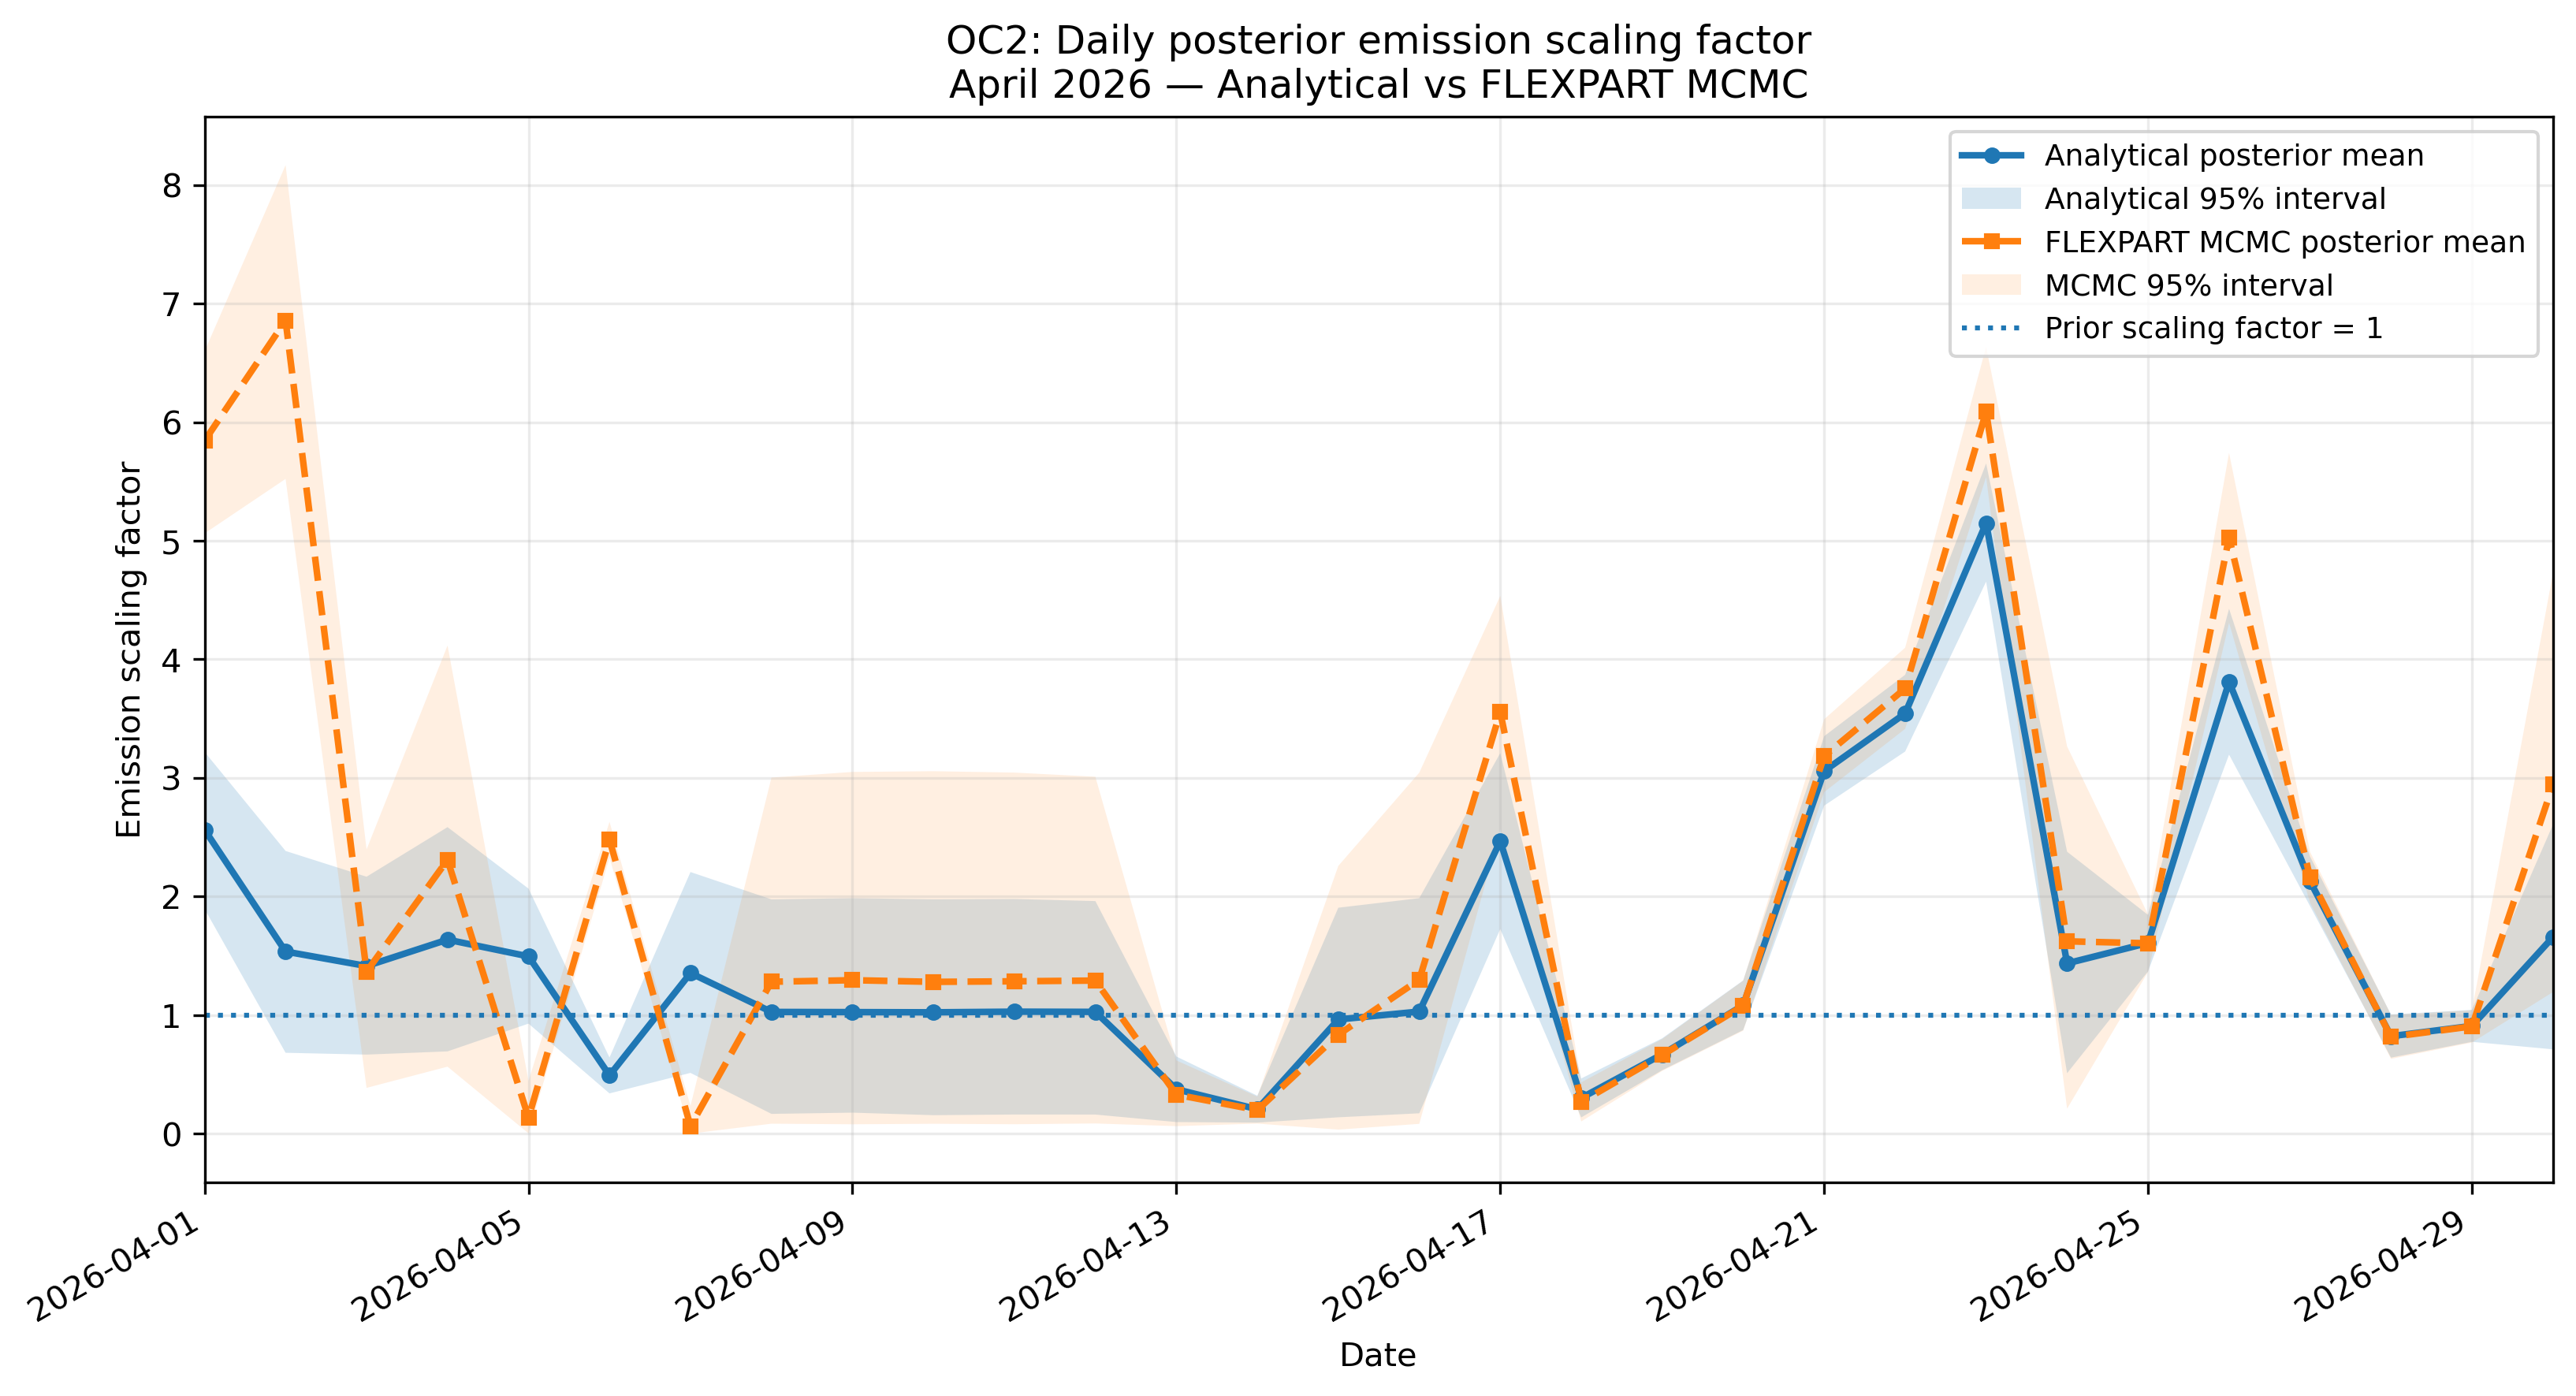 OC2: Daily posterior emission scaling factor
April 2026 — Analytical vs FLEXPART MCMC
Analytical posterior mean
Analytical 95% interval
FLEXPART MCMC posterior mean
MCMC 95% interval
Prior scaling factor = 1
Emission scaling factor
8
7
6
5
4
3
2
1
0
2026-04-01
2026-04-05
2026-04-09
2026-04-13
2026-04-17
2026-04-21
2026-04-25
2026-04-29
Date